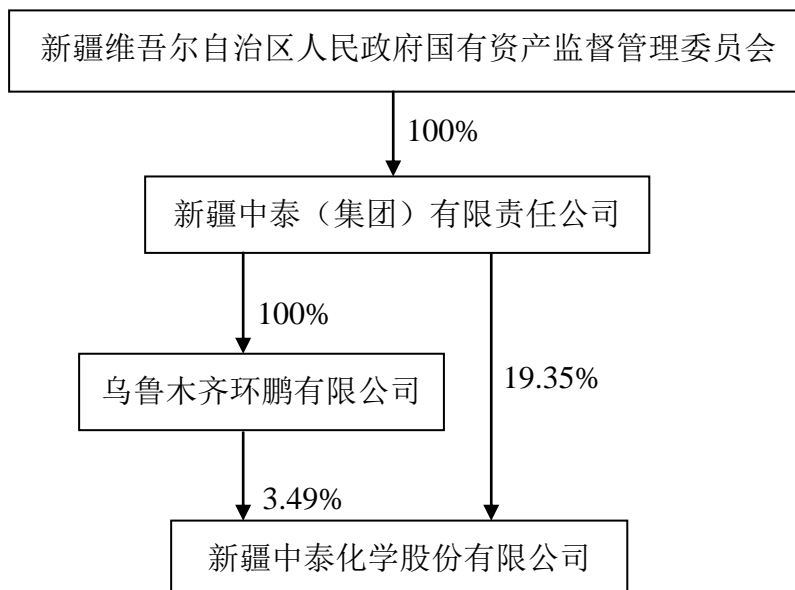 新疆维吾尔自治区人民政府国有资产监督管理委员会
100%
新疆中泰（集团）有限责任公司
100%
19.35%
乌鲁木齐环鹏有限公司
3.49%
新疆中泰化学股份有限公司